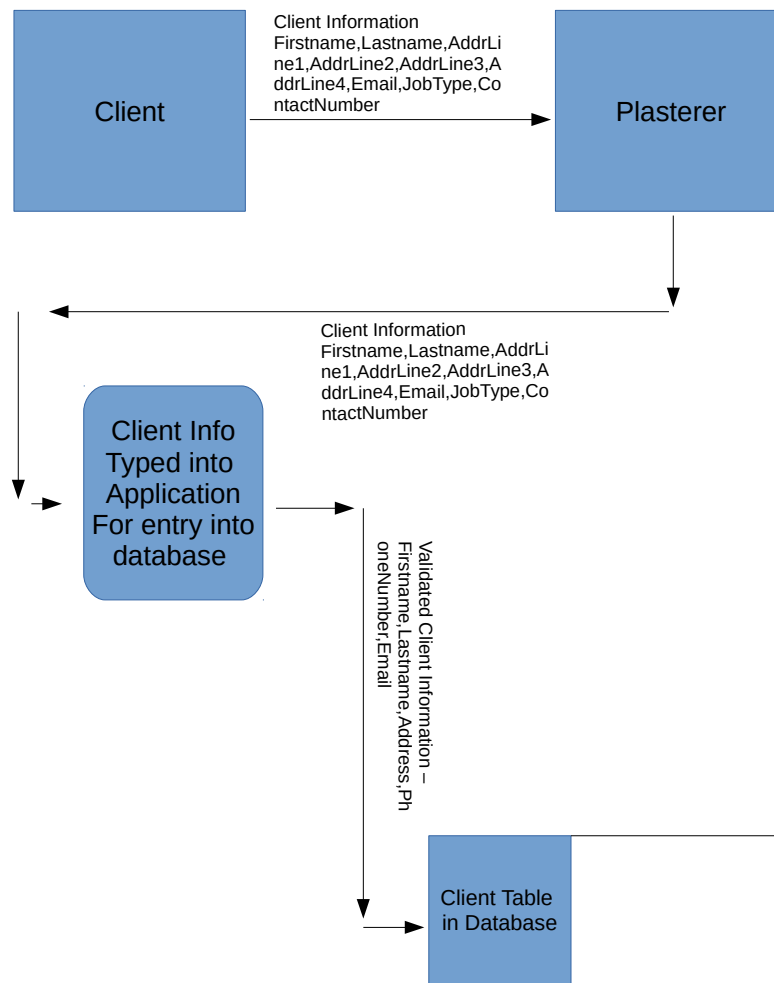 Client Information
Firstname,Lastname,AddrLi
ne1,AddrLine2,AddrLine3,A
ddrLine4,Email,JobType,Co
ntactNumber
Client
Plasterer
Client Information
Firstname,Lastname,AddrLi
ne1,AddrLine2,AddrLine3,A
ddrLine4,Email,JobType,Co
ntactNumber
Client Info
Typed into
Application
For entry into
database
Validated Client Information –
Firstname,Lastname,Address,Ph
oneNumber,Email
Client Table
in Database